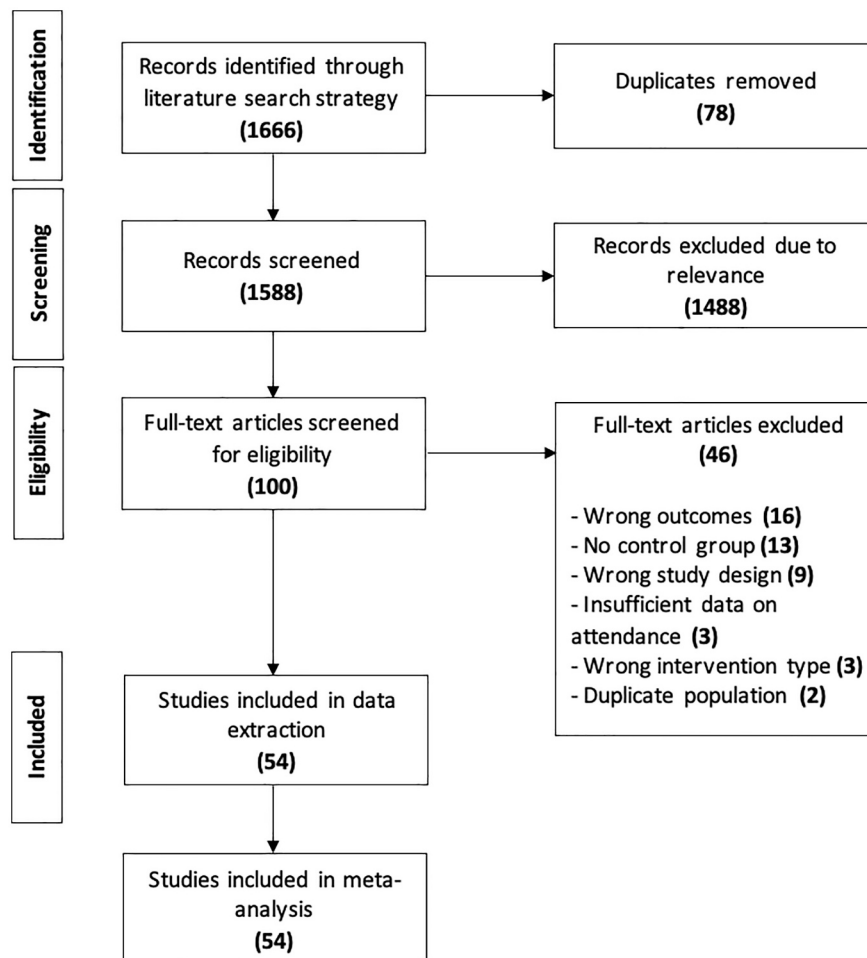 Identification
Records identified through
literature search strategy
(1666)
Duplicates removed
(78)
Screening
Records screened
(1588)
Records excluded due to
relevance
(1488)
Eligibility
Full-text articles screened
for eligibility
(100)
Full-text articles excluded
(46)
- Wrong outcomes (16)
- No control group (13)
- Wrong study design (9)
- Insufficient data on
attendance (3)
- Wrong intervention type (3)
- Duplicate population (2)
Included
Studies included in data
extraction
(54)
Studies included in meta-
analysis
(54)